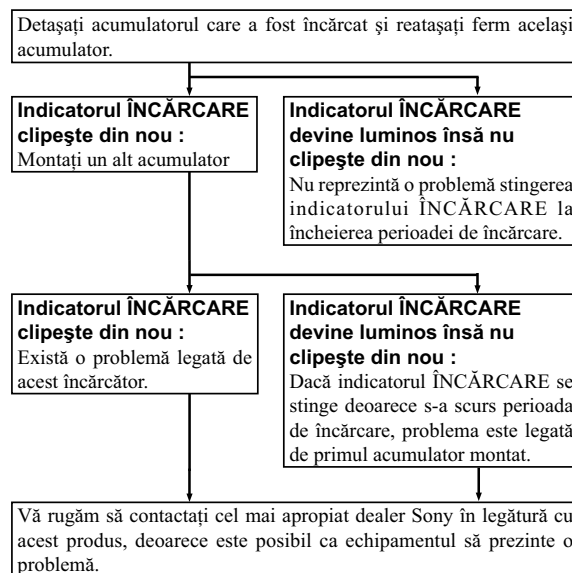 Detaşaţi acumulatorul care a fost încărcat şi reataşaţi ferm acelaşi
acumulator.
Indicatorul ÎNCĂRCARE
clipeşte din nou :
Montaţi un alt acumulator
Indicatorul ÎNCĂRCARE
devine luminos însă nu
clipeşte din nou :
Nu reprezintă o problemă stingerea
indicatorului ÎNCĂRCARE la
încheierea perioadei de încărcare.
Indicatorul ÎNCĂRCARE
clipeşte din nou :
Există o problemă legată de
acest încărcător.
Indicatorul ÎNCĂRCARE
devine luminos însă nu
clipeşte din nou :
Dacă indicatorul ÎNCĂRCARE se
stinge deoarece s-a scurs perioada
de încărcare, problema este legată
de primul acumulator montat.
Vă rugăm să contactaţi cel mai apropiat dealer Sony în legătură cu
acest produs, deoarece este posibil ca echipamentul să prezinte o
problemă.